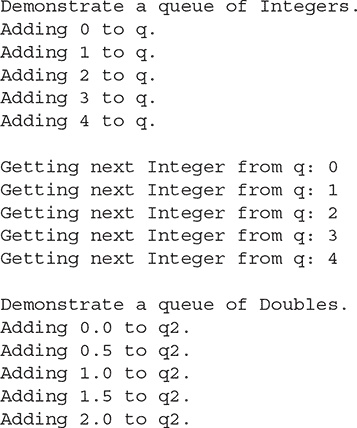 Demonstrate a queue of Integers.
Adding 0 to q.
Adding 1 to q.
Adding 2 to q.
Adding 3 to q.
Adding 4 to q.
Getting next Integer from q: 0
Getting next Integer from q: 1
Getting next Integer from q: 2
Getting next Integer from q: 3
Getting next Integer from q: 4
Demonstrate a queue of Doubles.
Adding 0.0 to q2.
Adding 0.5 to q2.
Adding 1.0 to q2.
Adding 1.5 to q2.
Adding 2.0 to q2.